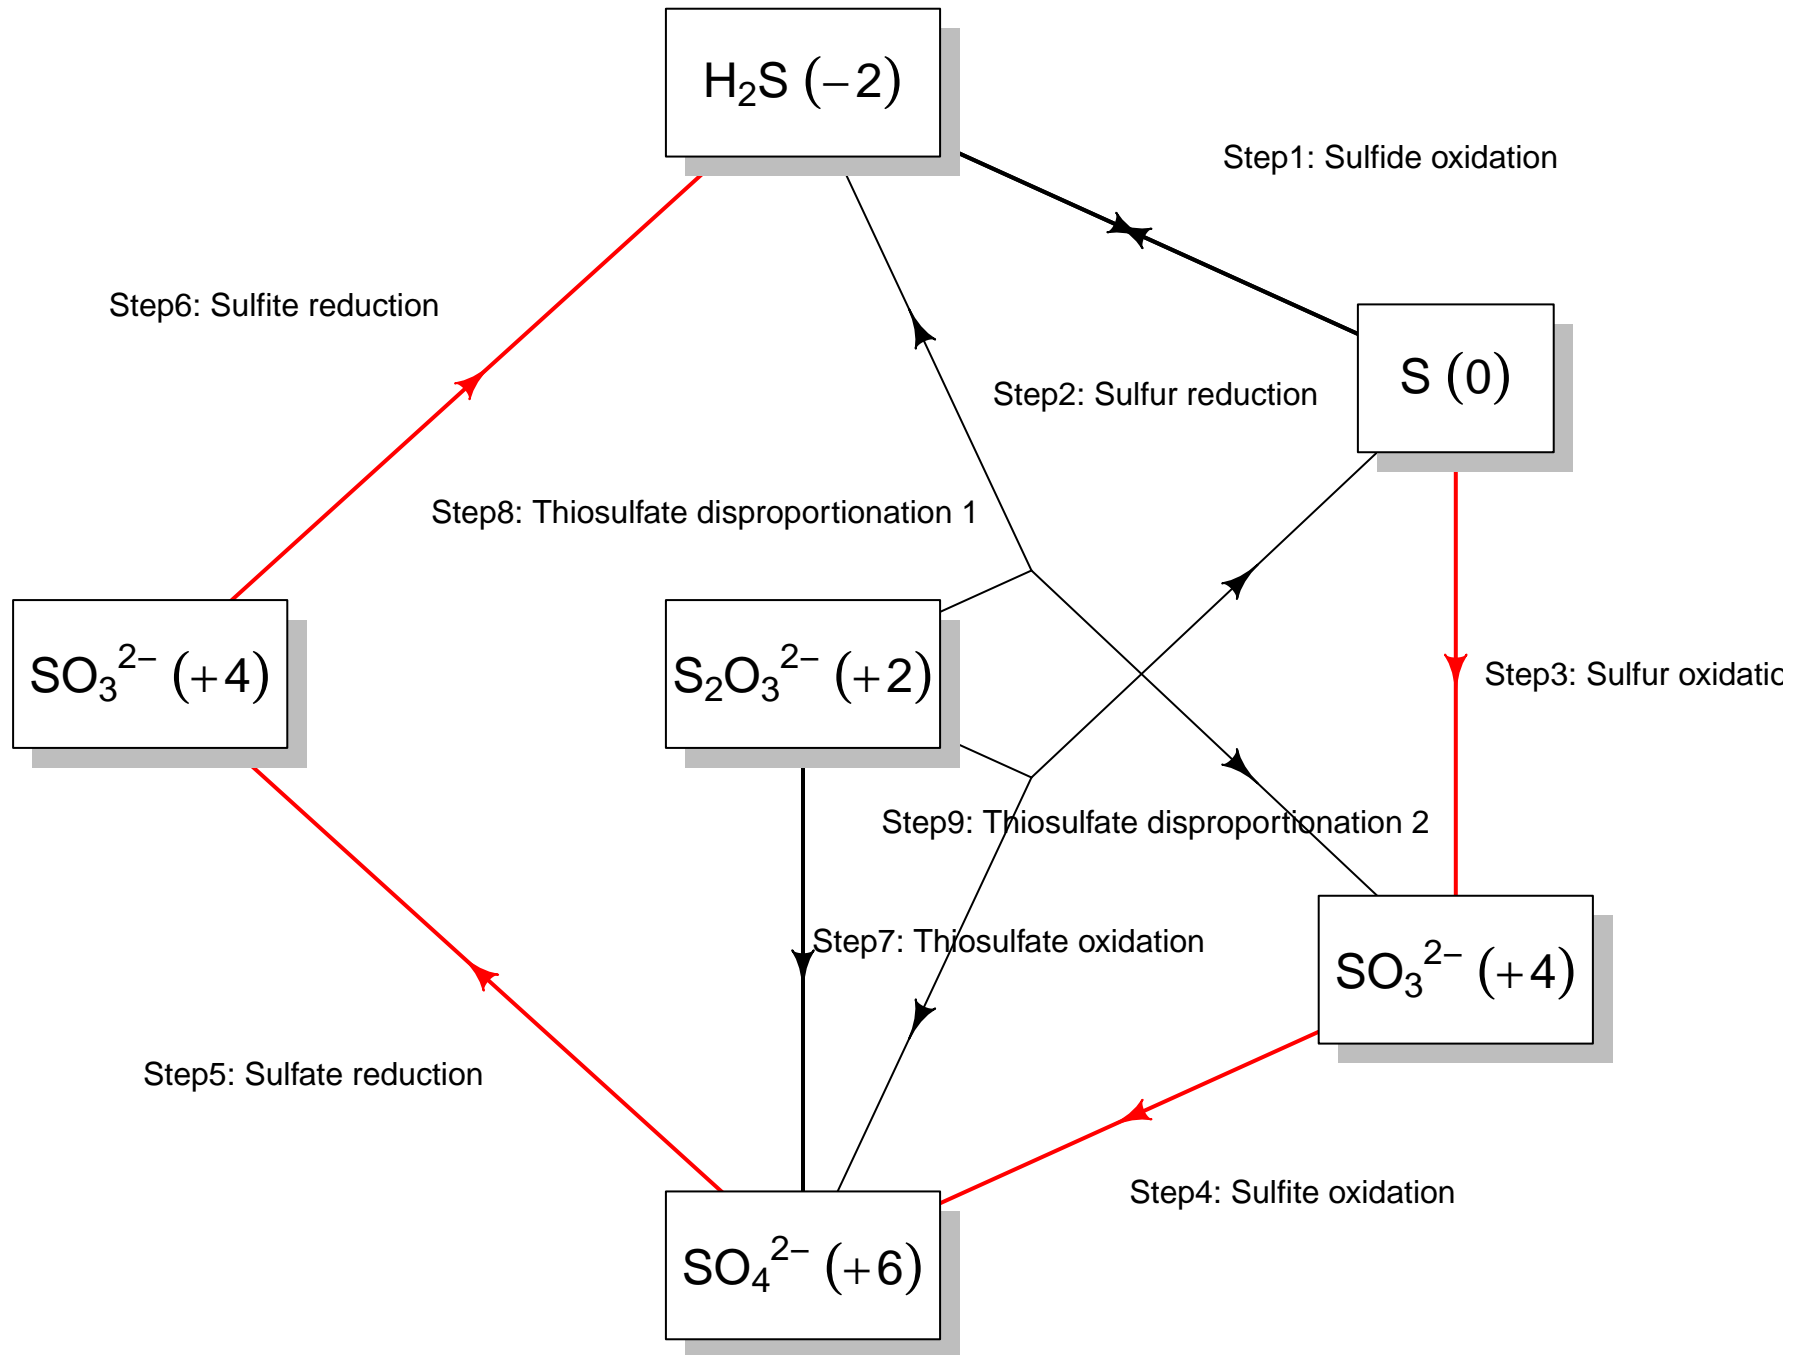 H₂S (−2)
Step1: Sulfide oxidation
Step6: Sulfite reduction
S (0)
Step2: Sulfur reduction
Step8: Thiosulfate disproportionation 1
SO₃²⁻ (+4)
S₂O₃²⁻ (+2)
Step3: Sulfur oxidatic
Step9: Thiosulfate disproportionation 2
Step7: Thiosulfate oxidation
SO₃²⁻ (+4)
Step5: Sulfate reduction
Step4: Sulfite oxidation
SO₄²⁻ (+6)